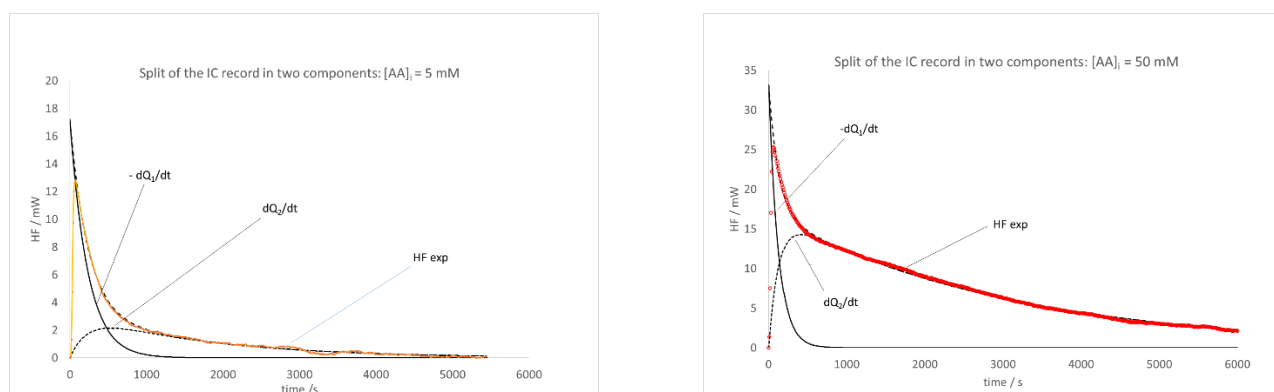 Split of the IC record in two components: [AA]i = 5 mM
20
18
16
14
12
10
8
6
4
2
0
HF / mW
- dQ1/dt
dQ2/dt
HF exp
0 1000 2000 3000 4000 5000 6000
time /s
Split of the IC record in two components: [AA]i = 50 mM
35
30
25
20
15
10
5
0
HF / mW
-dQ1/dt
HF exp
dQ2/dt
0 1000 2000 3000 4000 5000 6000
time / s